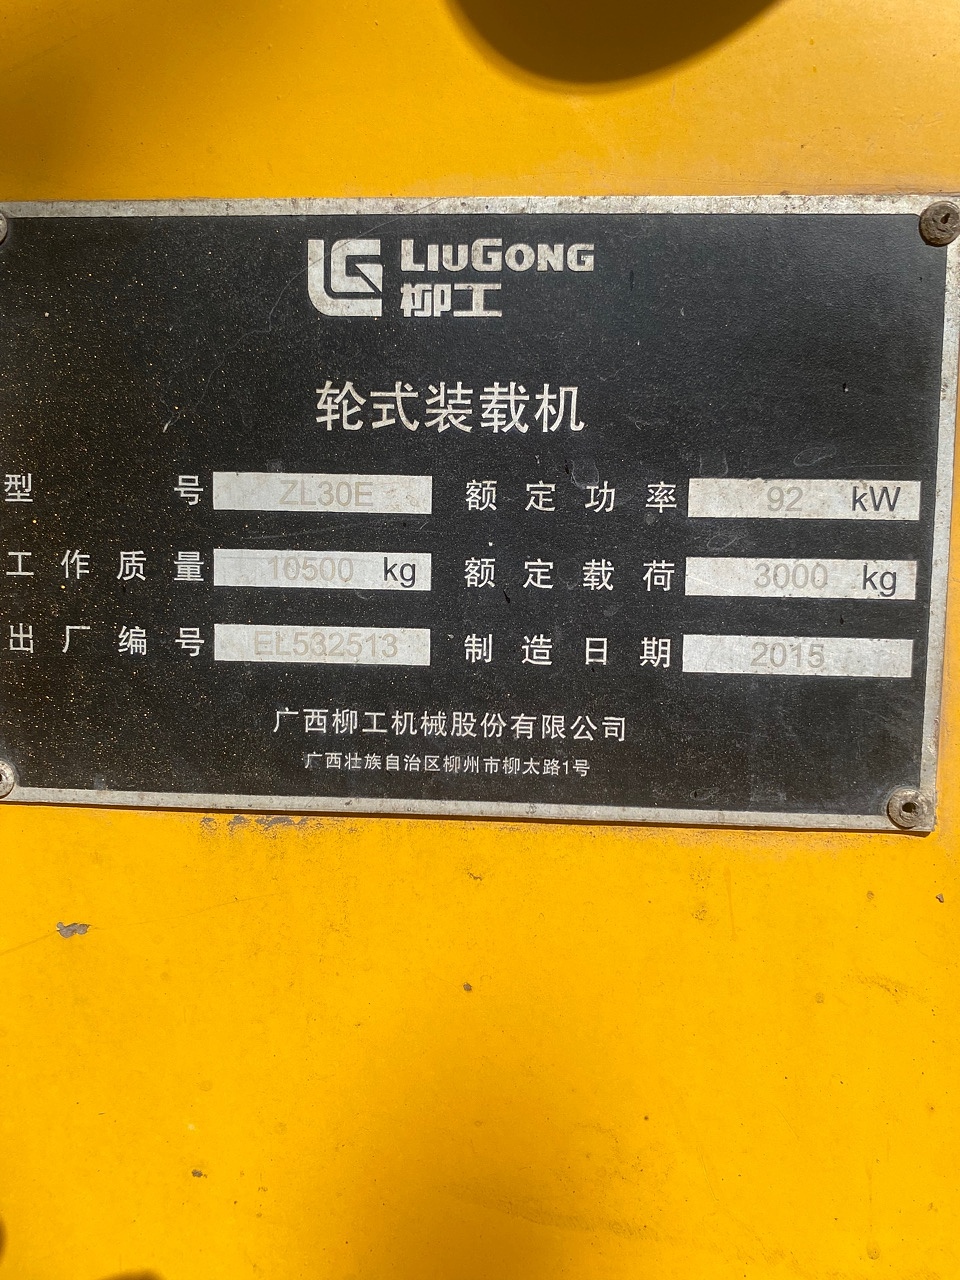 LIUGONG
柳工
轮式装载机
型号 ZL30E 额定功率 92 kW
工作质量 10500 kg 额定载荷 3000 kg
出厂编号 EL532513 制造日期 2015
广西柳工机械股份有限公司
广西壮族自治区柳州市柳太路1号